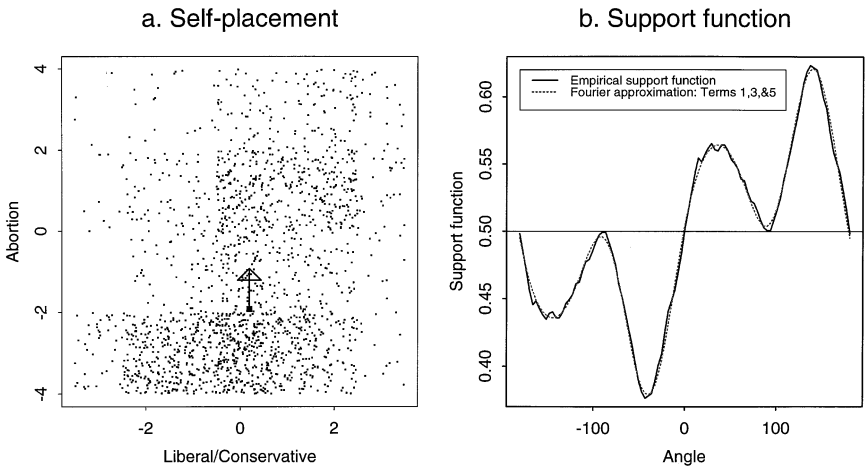 a. Self-placement
4
2
0
-2
-4
Abortion
-2
0
2
Liberal/Conservative
b. Support function
Empirical support function
Fourier approximation: Terms 1,3,&5
0.60
0.55
0.50
0.45
0.40
Support function
-100
0
100
Angle